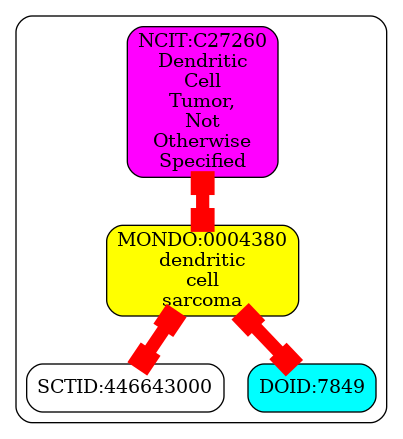 NCIT:C27260
Dendritic
Cell
Tumor,
Not
Otherwise
Specified
MONDO:0004380
dendritic
cell
sarcoma
SCTID:446643000
DOID:7849